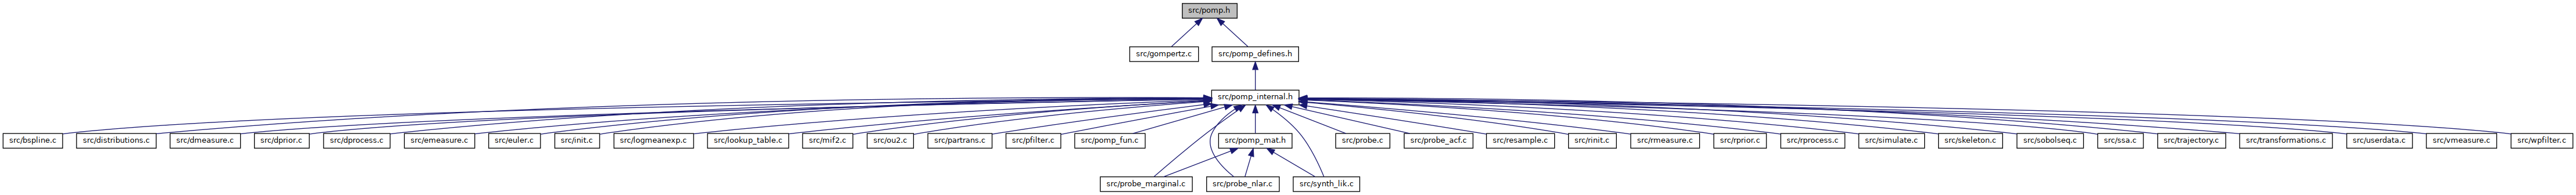 src/pomp.h
src/gompertz.c
src/pomp_defines.h
src/pomp_internal.h
src/bspline.c
src/distributions.c
src/dmeasure.c
src/dprior.c
src/dprocess.c
src/emeasure.c
src/euler.c
src/init.c
src/logmeanexp.c
src/lookup_table.c
src/mif2.c
src/ou2.c
src/partrans.c
src/pfilter.c
src/pomp_fun.c
src/pomp_mat.h
src/probe.c
src/probe_acf.c
src/resample.c
src/rinit.c
src/rmeasure.c
src/rprior.c
src/rprocess.c
src/simulate.c
src/skeleton.c
src/sobolseq.c
src/ssa.c
src/trajectory.c
src/transformations.c
src/userdata.c
src/vmeasure.c
src/wpfilter.c
src/probe_marginal.c
src/probe_nlar.c
src/synth_lik.c